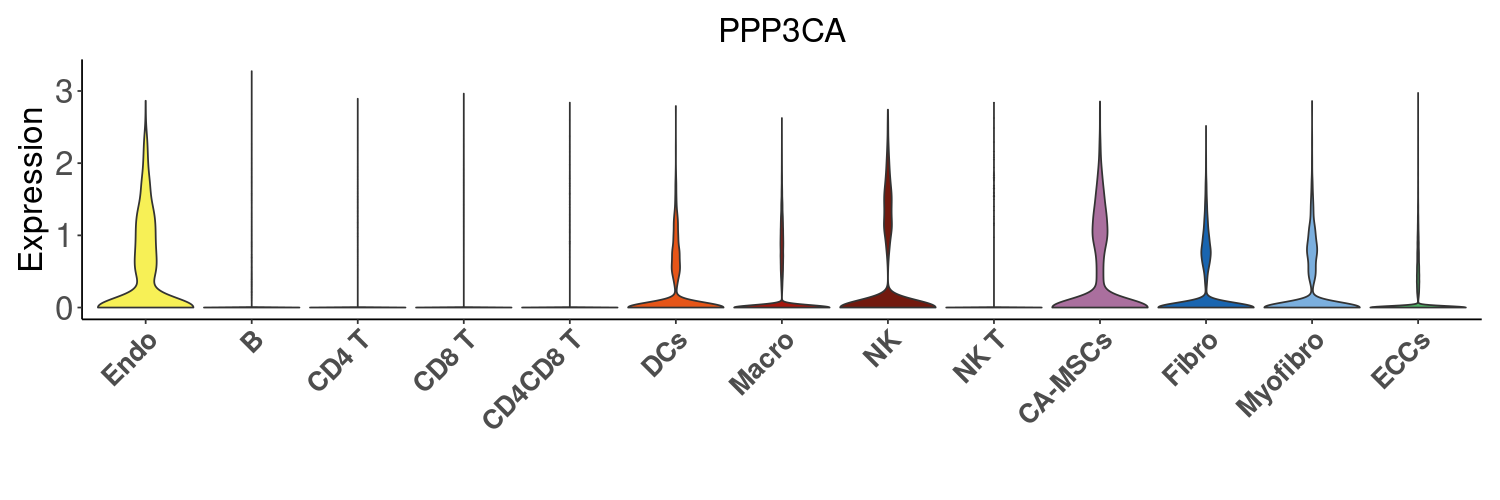 PPP3CA
Expression
3
2
1
0
Endo
B
CD4 T
CD8 T
CD4CD8 T
DCs
Macro
NK
NK T
CA-MSCs
Fibro
Myofibro
ECCs